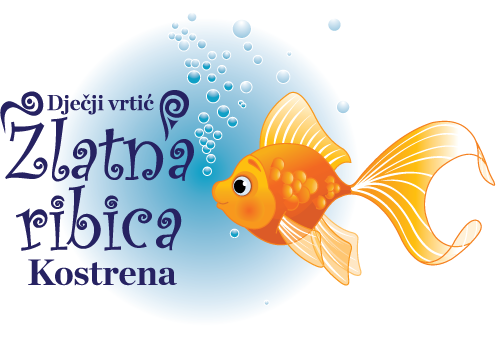 Dječji vrtić
Zlatna
ribica
Kostrena